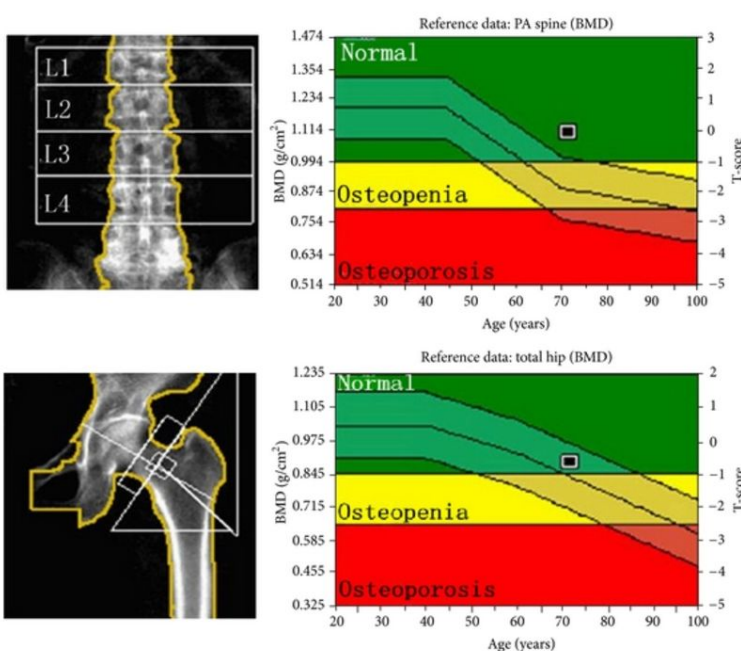 L1
L2
L3
L4
Reference data: PA spine (BMD)
Normal
Osteopenia
Osteoporosis
BMD (g/cm²)
1.474
1.354
1.234
1.114
0.994
0.874
0.754
0.634
0.514
3
2
1
0
−1
−2
−3
−4
−5
T-score
20 30 40 50 60 70 80 90 100
Age (years)
Reference data: total hip (BMD)
Normal
Osteopenia
Osteoporosis
BMD (g/cm²)
1.235
1.105
0.975
0.845
0.715
0.585
0.455
0.325
2
1
0
−1
−2
−3
−4
−5
T-score
20 30 40 50 60 70 80 90 100
Age (years)